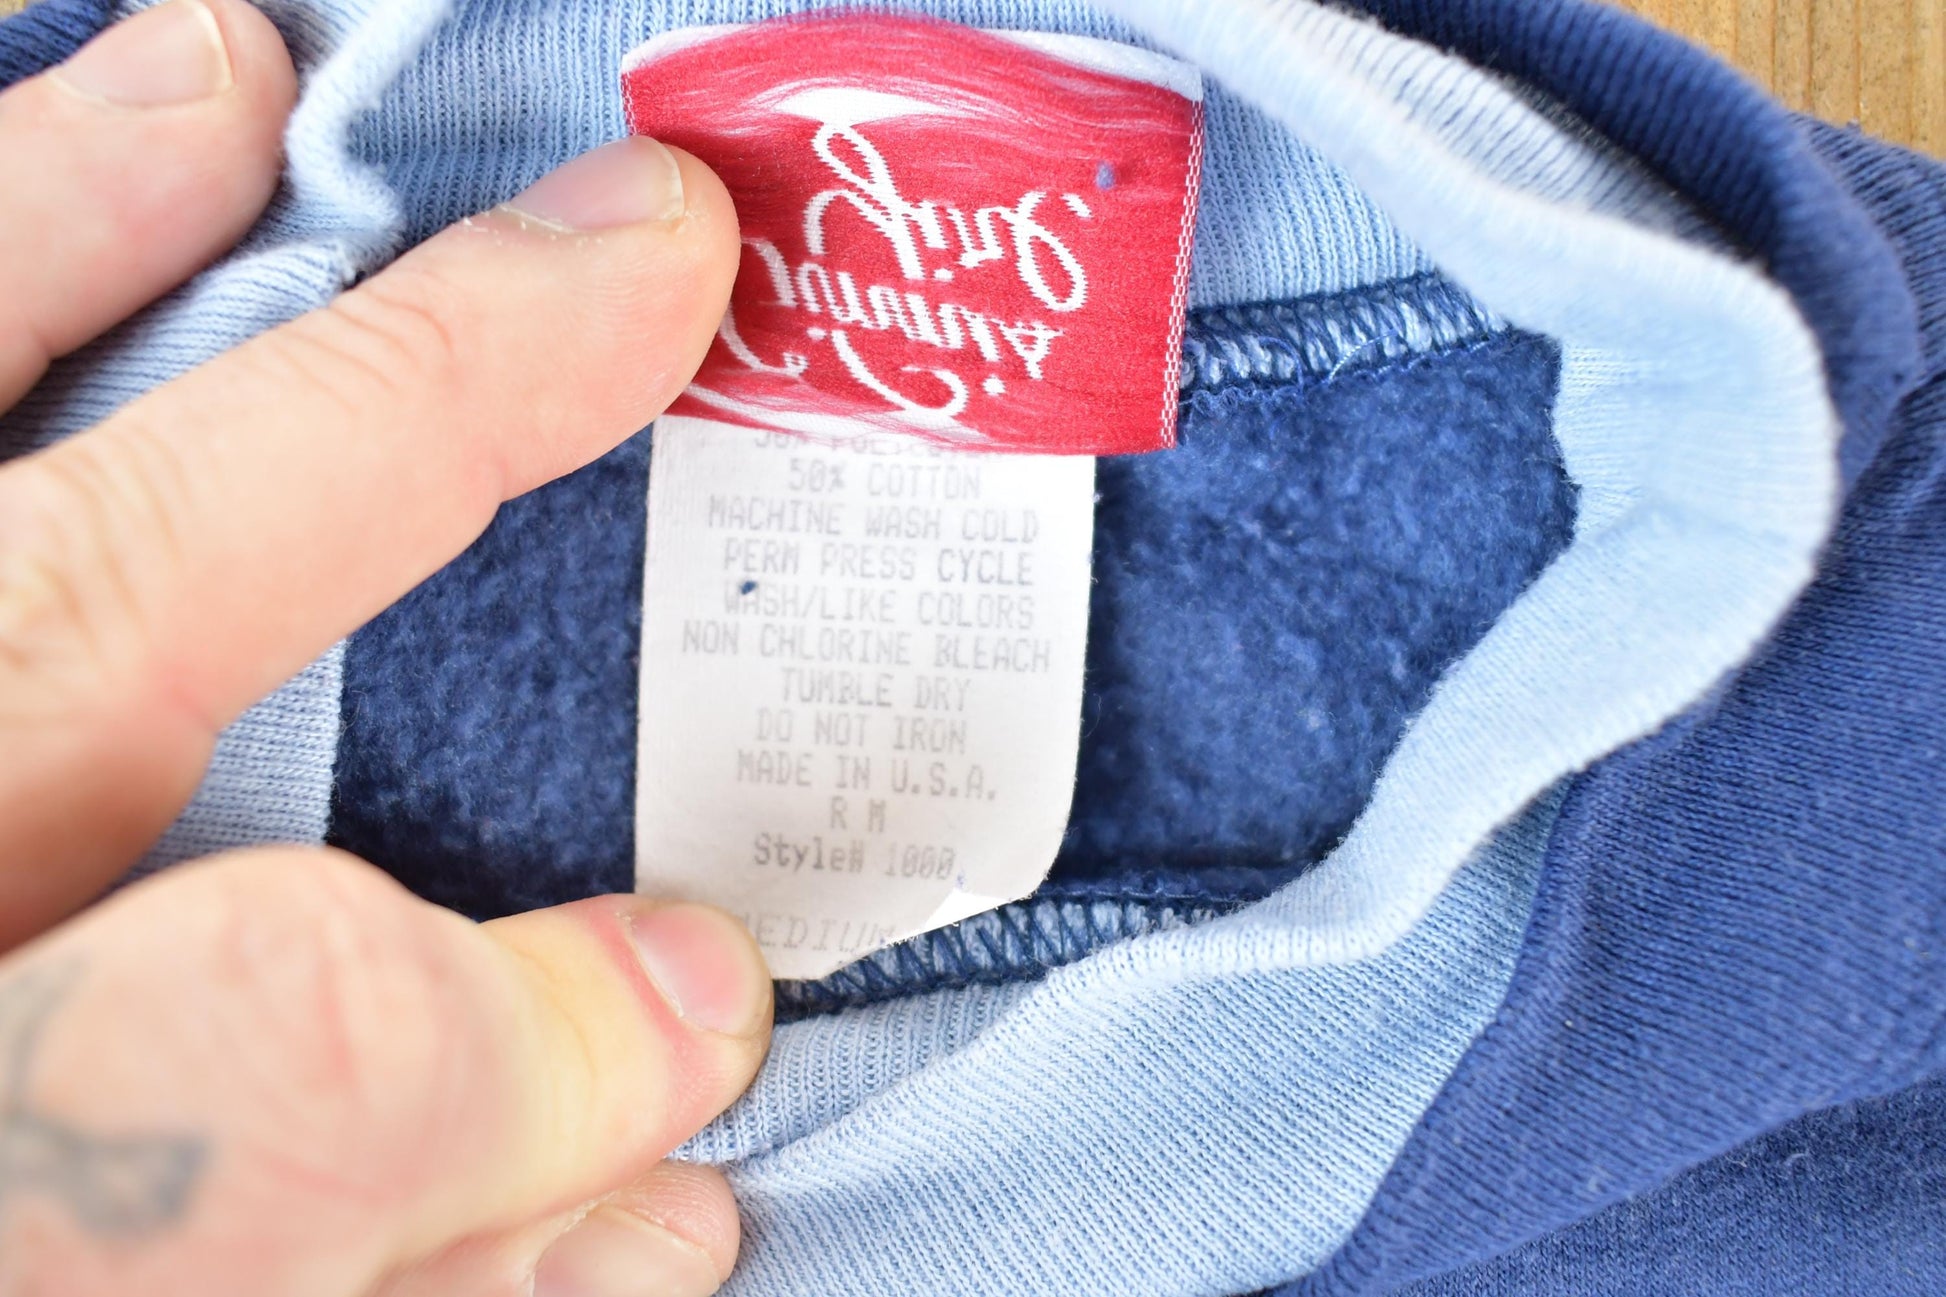 50% COTTON
MACHINE WASH COLD
PERM PRESS CYCLE
WASH/LIKE COLORS
NON CHLORINE BLEACH
TUMBLE DRY
DO NOT IRON
MADE IN U.S.A.
R M
Style# 1000